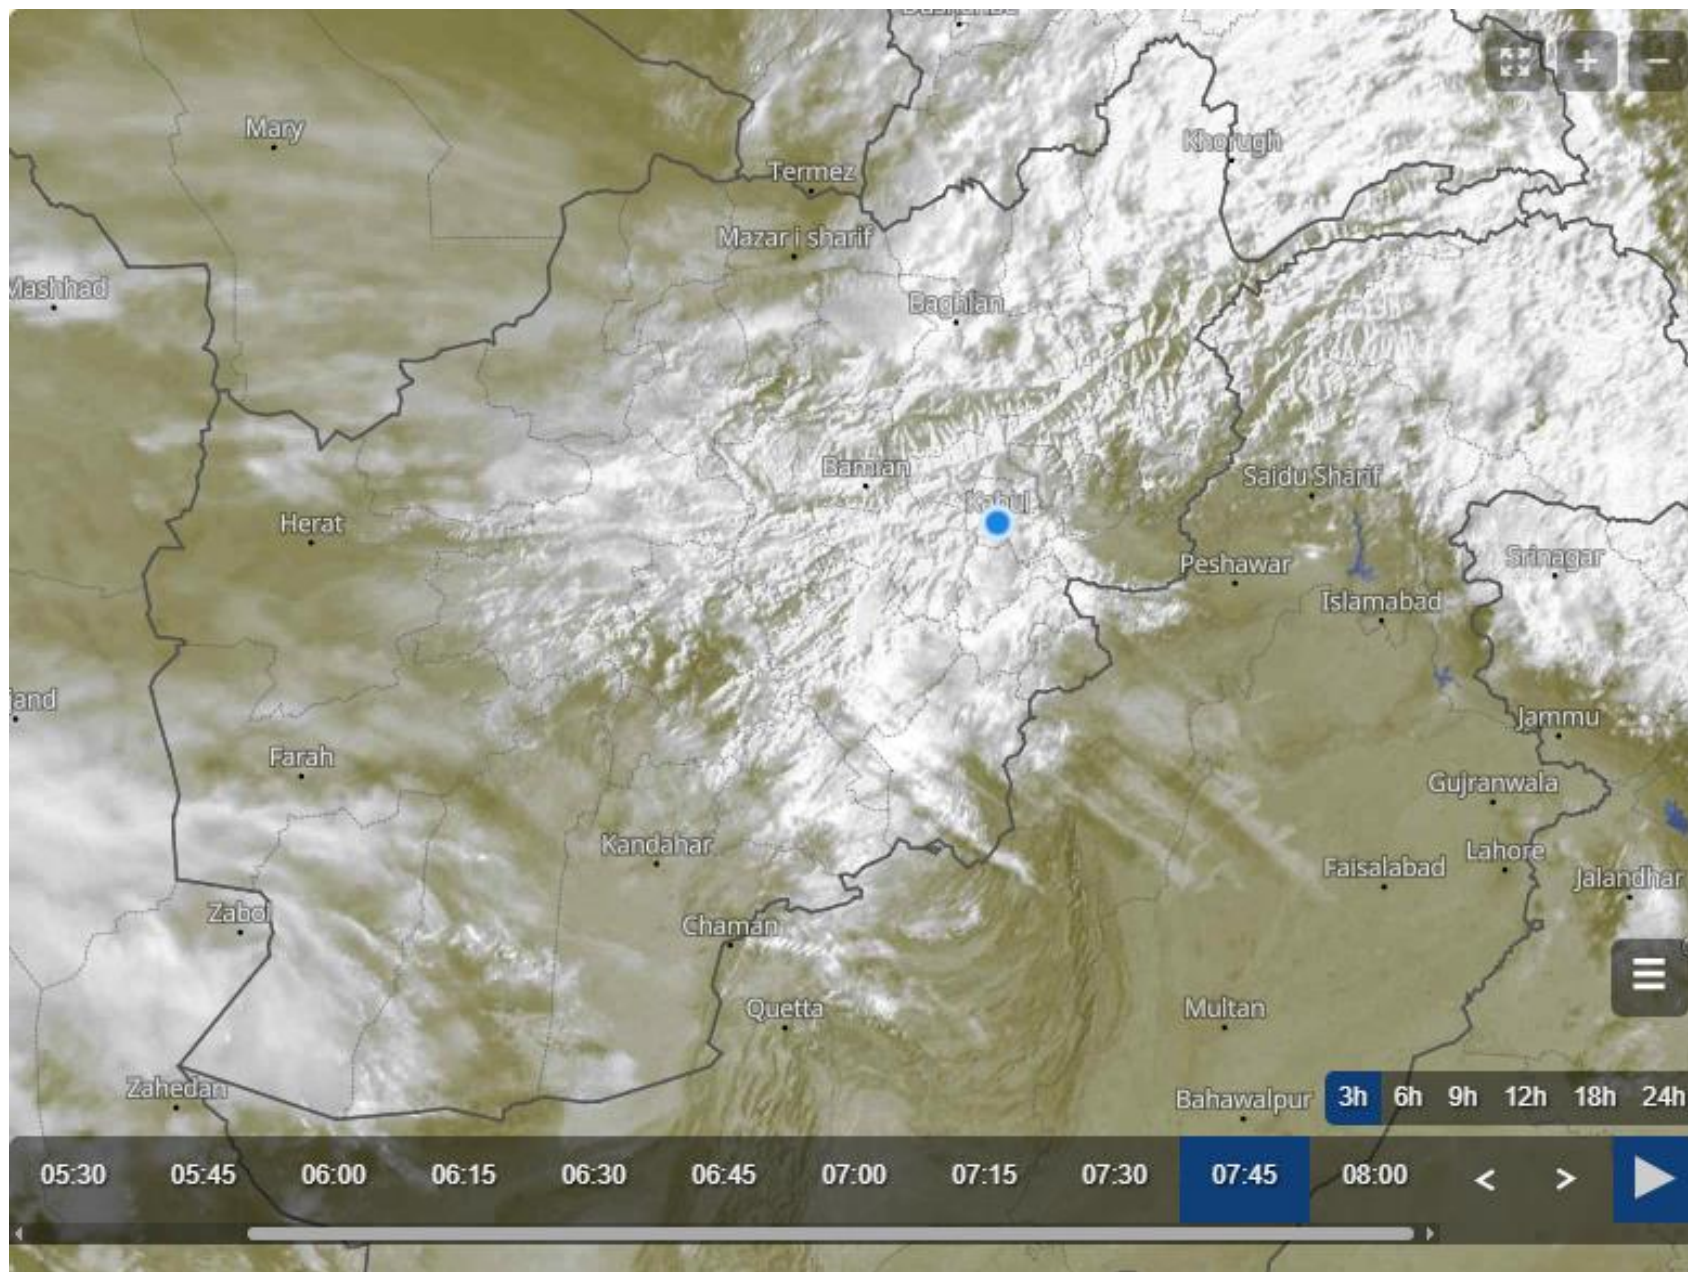 Mary
Khorugh
Termez
Mazar i sharif
Mashhad
Baghlan
Bamian
Saidu Sharif
Kabul
Herat
Peshawar
Srinagar
Islamabad
jand
Jammu
Farah
Gujranwala
Kandahar
Lahore
Faisalabad
Jalandhar
Zabol
Chaman
Quetta
Multan
Zahedan
Bahawalpur
3h 6h 9h 12h 18h 24h
05:30 05:45 06:00 06:15 06:30 06:45 07:00 07:15 07:30 07:45 08:00 < >